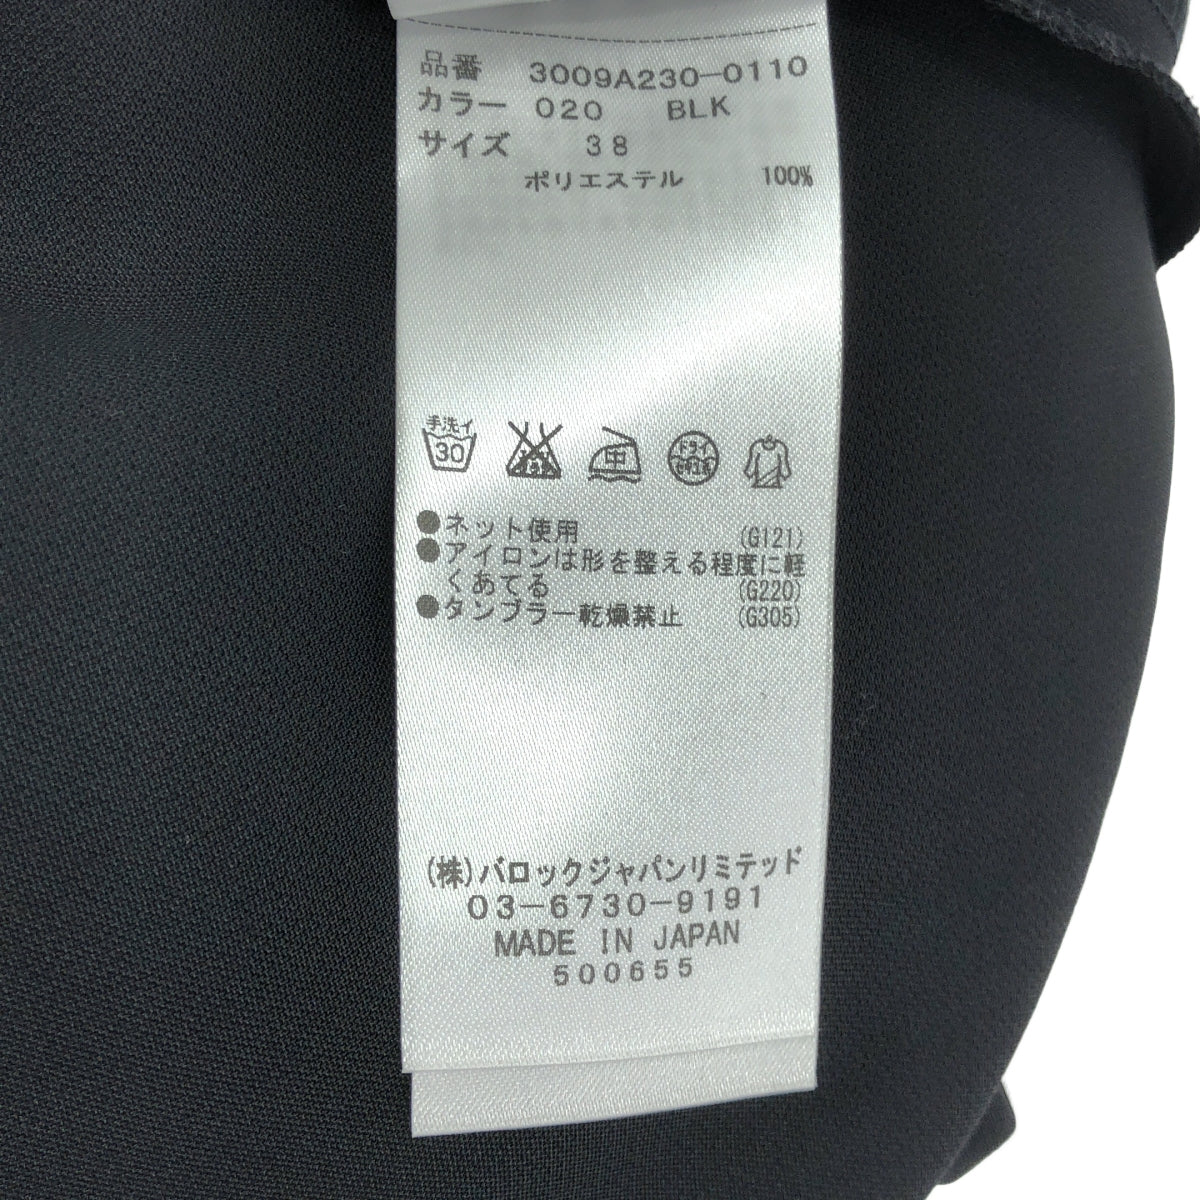 品番 3009A230-0110
カラー 020 BLK
サイズ 38
ポリエステル 100%
手洗イ
30
中
ドライ
●ネット使用 (G121)
●アイロンは形を整える程度に軽
くあてる (G220)
●タンブラー乾燥禁止 (G305)
(株)バロックジャパンリミテッド
03-6730-9191
MADE IN JAPAN
500655